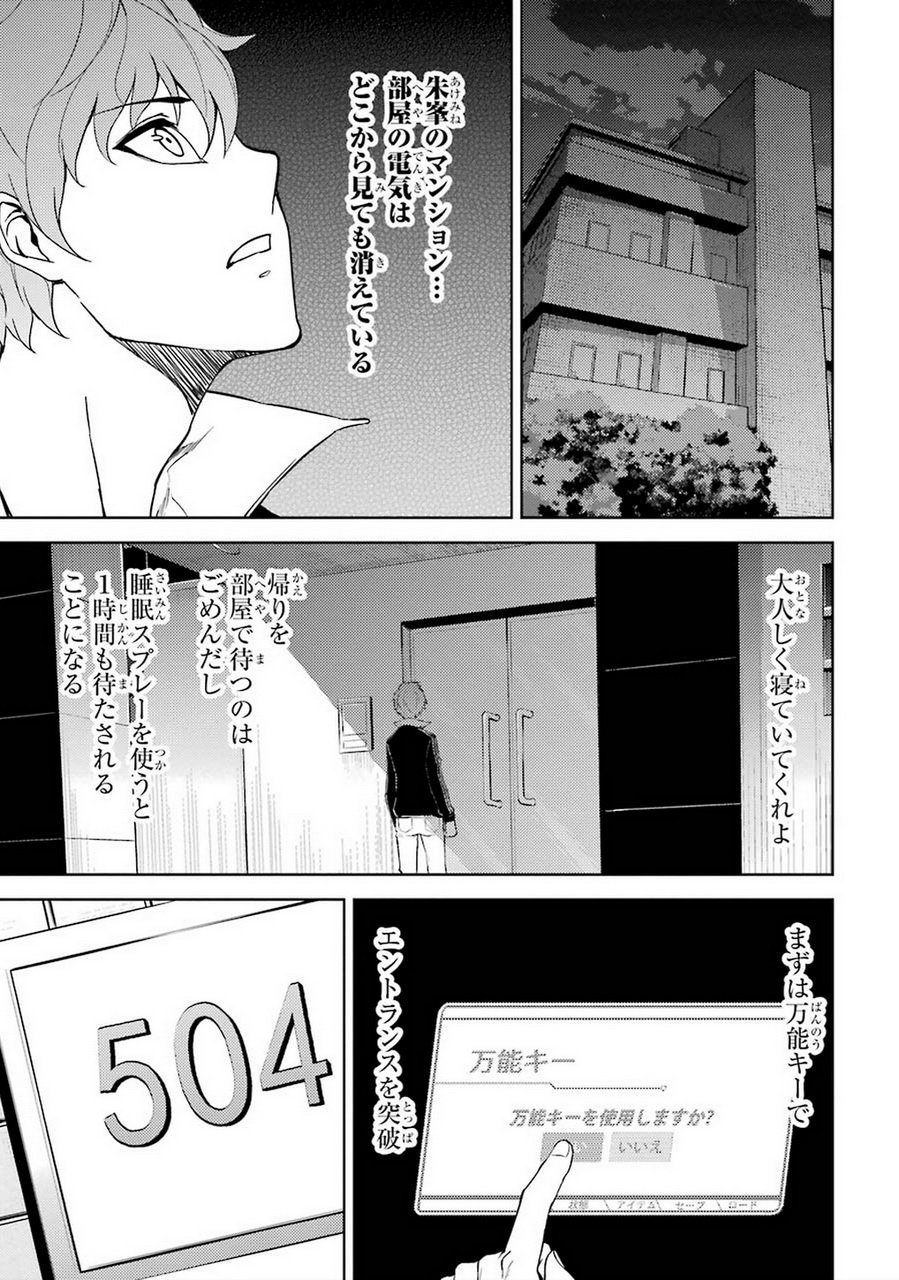 朱峯のマンション…
部屋の電気は
どこから見ても消えている
大人しく寝ていてくれよ
帰りを
部屋で待つのは
ごめんだし
睡眠スプレーを使うと
1時間も待たされる
ことになる
まずは万能キーで
エントランスを突破
万能キー
万能キーを使用しますか?
い いいえ
状態 \ アイテム\ セーブ \ ロード
504